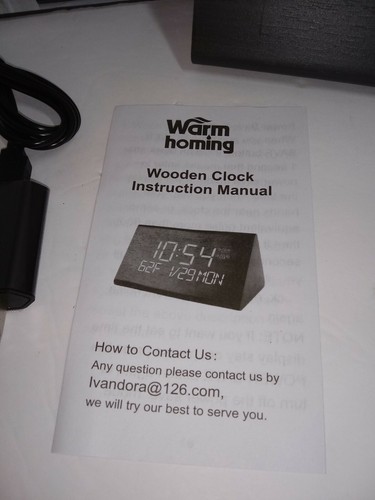 Warm
homing
Wooden Clock
Instruction Manual
10:54
62F 1/29 MON
How to Contact Us:
Any question please contact us by
Ivandora@126.com,
we will try our best to serve you.